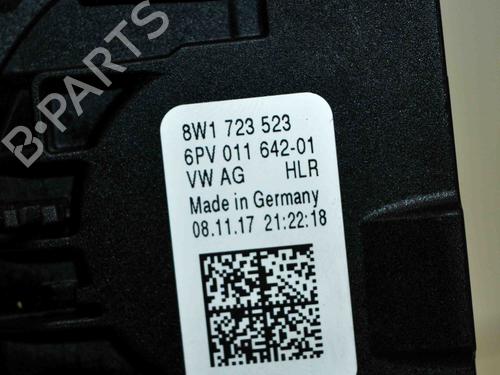 B-PARTS
8W1 723 523
6PV 011 642-01
VW AG HLR
Made in Germany
08.11.17 21:22:18